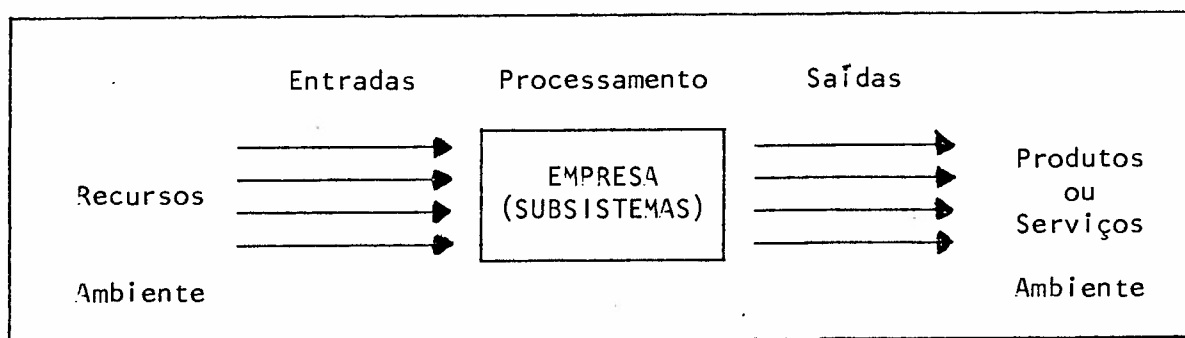 Entradas Processamento Saídas
Recursos
Ambiente
EMPRESA
(SUBSISTEMAS)
Produtos
ou
Serviços
Ambiente